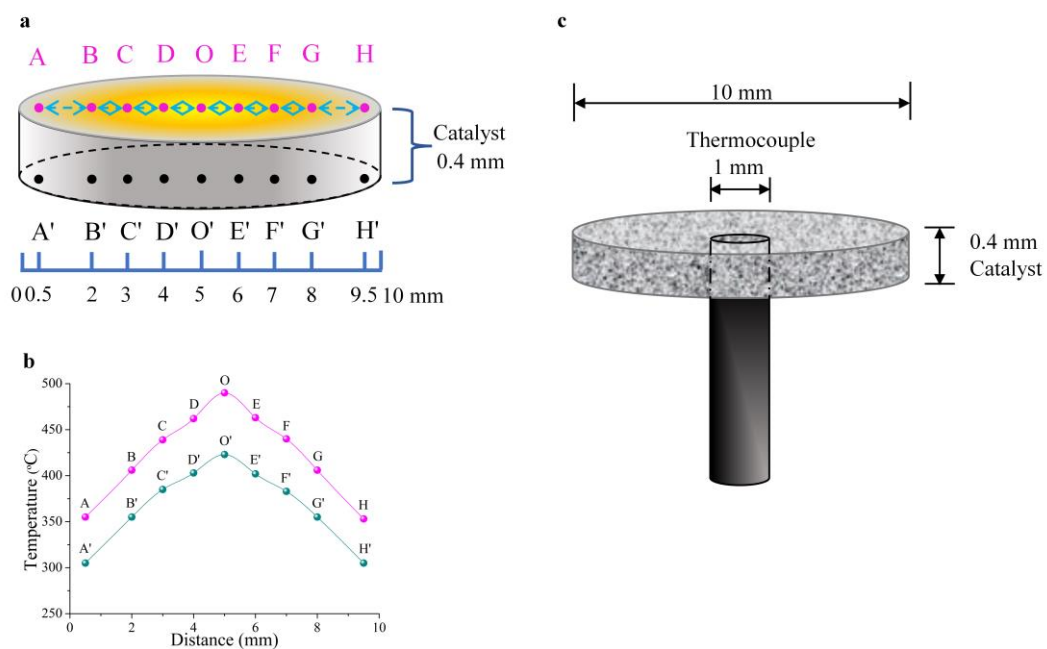 a
A B C D O E F G H
Catalyst
0.4 mm
A' B' C' D' O' E' F' G' H'
0 0.5 2 3 4 5 6 7 8 9.5 10 mm
b
500
450
400
350
300
250
Temperature (ºC)
A
B
C
D
O
E
F
G
H
A'
B'
C'
D'
O'
E'
F'
G'
H'
0 2 4 6 8 10
Distance (mm)
c
10 mm
Thermocouple
1 mm
0.4 mm
Catalyst